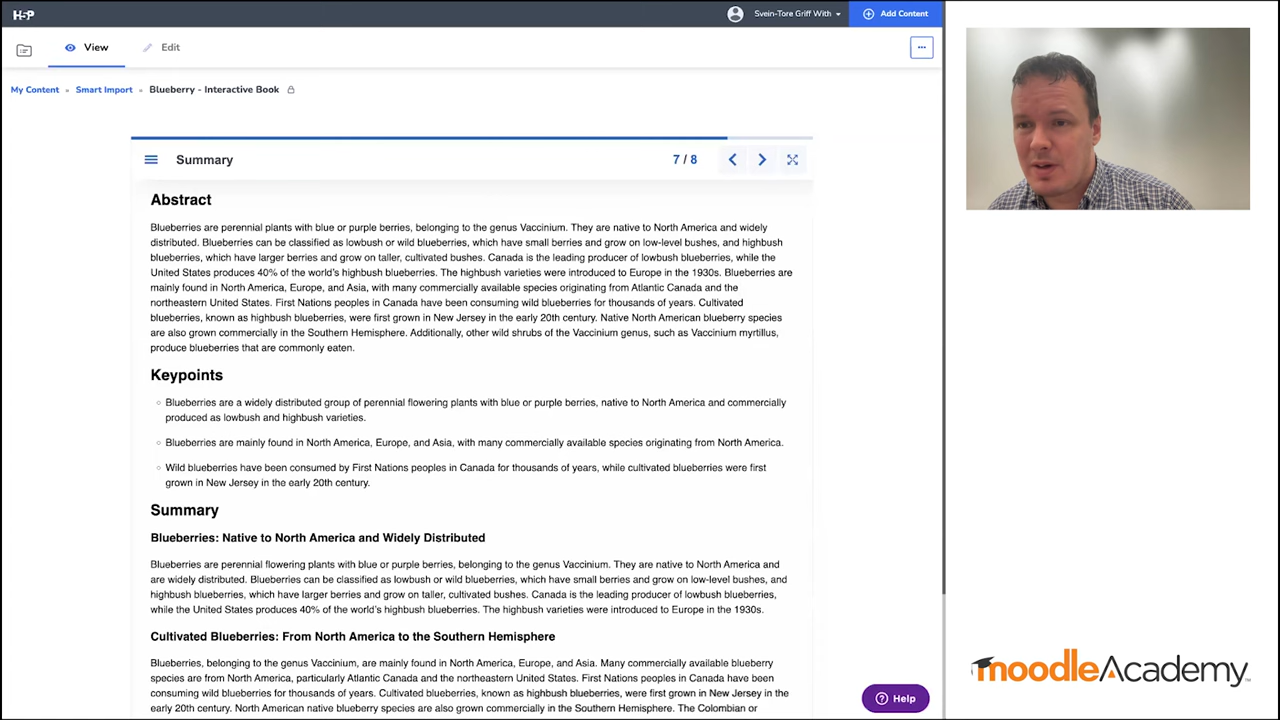 H5P
Svein-Tore Griff With
Add Content
View
Edit
...
My Content » Smart Import » Blueberry - Interactive Book
Summary
7 / 8
Abstract
Blueberries are perennial plants with blue or purple berries, belonging to the genus Vaccinium. They are native to North America and widely
distributed. Blueberries can be classified as lowbush or wild blueberries, which have small berries and grow on low-level bushes, and highbush
blueberries, which have larger berries and grow on taller, cultivated bushes. Canada is the leading producer of lowbush blueberries, while the
United States produces 40% of the world's highbush blueberries. The highbush varieties were introduced to Europe in the 1930s. Blueberries are
mainly found in North America, Europe, and Asia, with many commercially available species originating from Atlantic Canada and the
northeastern United States. First Nations peoples in Canada have been consuming wild blueberries for thousands of years. Cultivated
blueberries, known as highbush blueberries, were first grown in New Jersey in the early 20th century. Native North American blueberry species
are also grown commercially in the Southern Hemisphere. Additionally, other wild shrubs of the Vaccinium genus, such as Vaccinium myrtillus,
produce blueberries that are commonly eaten.
Keypoints
Blueberries are a widely distributed group of perennial flowering plants with blue or purple berries, native to North America and commercially
produced as lowbush and highbush varieties.
Blueberries are mainly found in North America, Europe, and Asia, with many commercially available species originating from North America.
Wild blueberries have been consumed by First Nations peoples in Canada for thousands of years, while cultivated blueberries were first
grown in New Jersey in the early 20th century.
Summary
Blueberries: Native to North America and Widely Distributed
Blueberries are perennial flowering plants with blue or purple berries, belonging to the genus Vaccinium. They are native to North America and
are widely distributed. Blueberries can be classified as lowbush or wild blueberries, which have small berries and grow on low-level bushes, and
highbush blueberries, which have larger berries and grow on taller, cultivated bushes. Canada is the leading producer of lowbush blueberries,
while the United States produces 40% of the world's highbush blueberries. The highbush varieties were introduced to Europe in the 1930s.
Cultivated Blueberries: From North America to the Southern Hemisphere
Blueberries, belonging to the genus Vaccinium, are mainly found in North America, Europe, and Asia. Many commercially available blueberry
species are from North America, particularly Atlantic Canada and the northeastern United States. First Nations peoples in Canada have been
consuming wild blueberries for thousands of years. Cultivated blueberries, known as highbush blueberries, were first grown in New Jersey in the
early 20th century. North American native blueberry species are also grown commercially in the Southern Hemisphere. The Colombian or
Help
moodleAcademy™